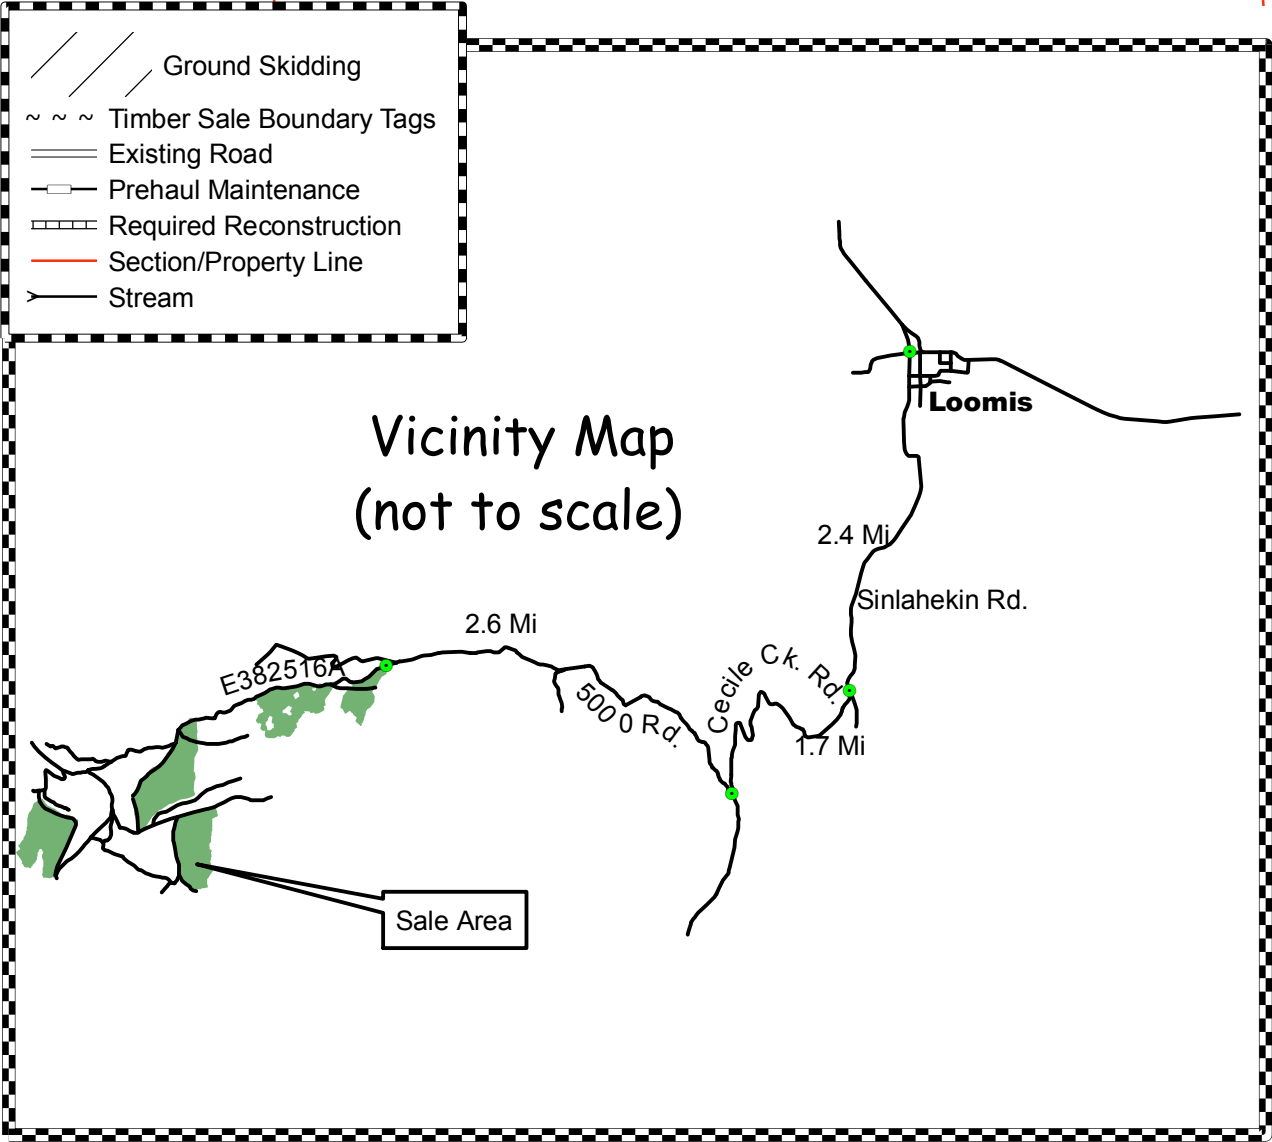 Ground Skidding
~ ~ ~ Timber Sale Boundary Tags
Existing Road
Prehaul Maintenance
Required Reconstruction
Section/Property Line
Stream
Loomis
Vicinity Map
(not to scale)
2.4 Mi
Sinlahekin Rd.
2.6 Mi
E382516A
Cecile Ck. Rd.
5000 Rd.
1.7 Mi
Sale Area